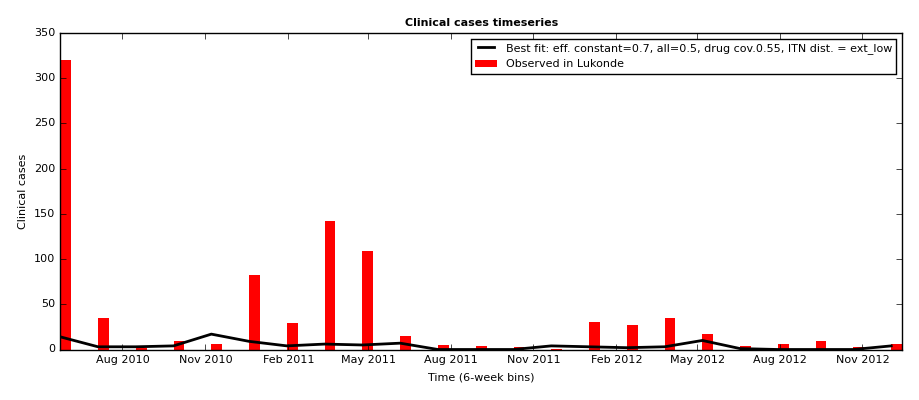 Clinical cases timeseries
Best fit: eff. constant=0.7, all=0.5, drug cov.0.55, ITN dist. = ext_low
Observed in Lukonde
Clinical cases
350
300
250
200
150
100
50
0
Aug 2010 Nov 2010 Feb 2011 May 2011 Aug 2011 Nov 2011 Feb 2012 May 2012 Aug 2012 Nov 2012
Time (6-week bins)